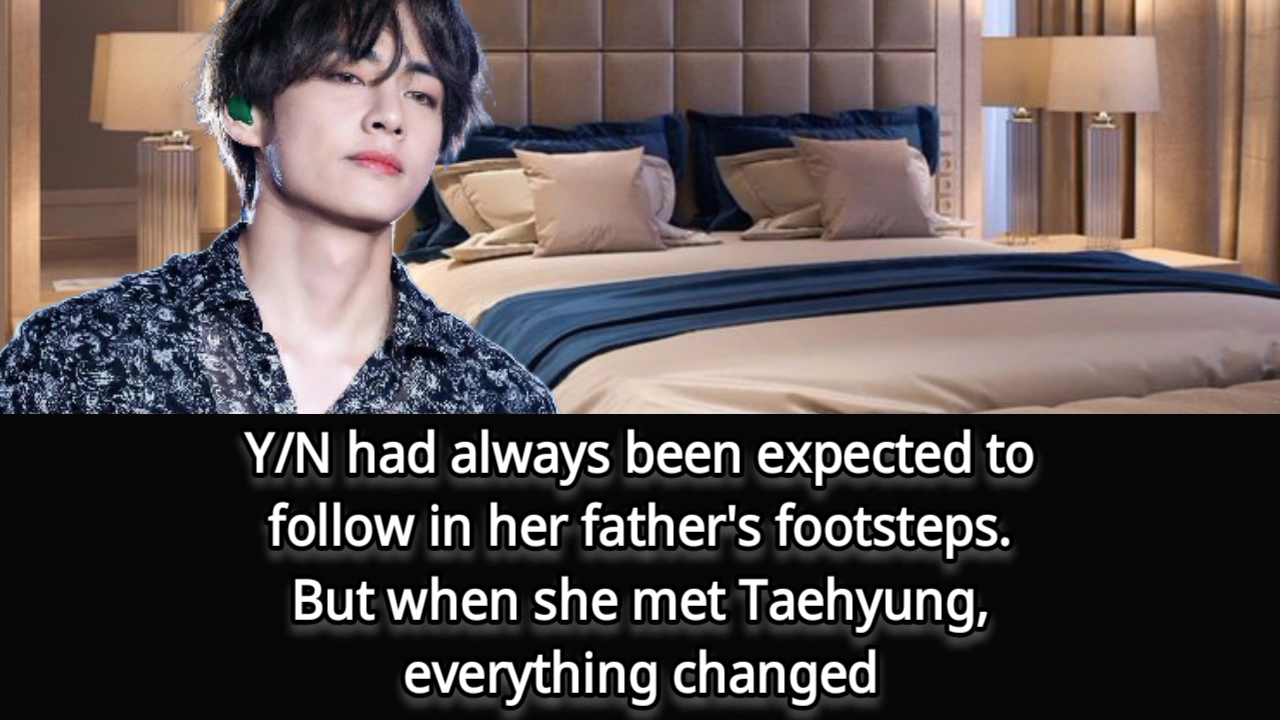 Y/N had always been expected to
follow in her father's footsteps.
But when she met Taehyung,
everything changed